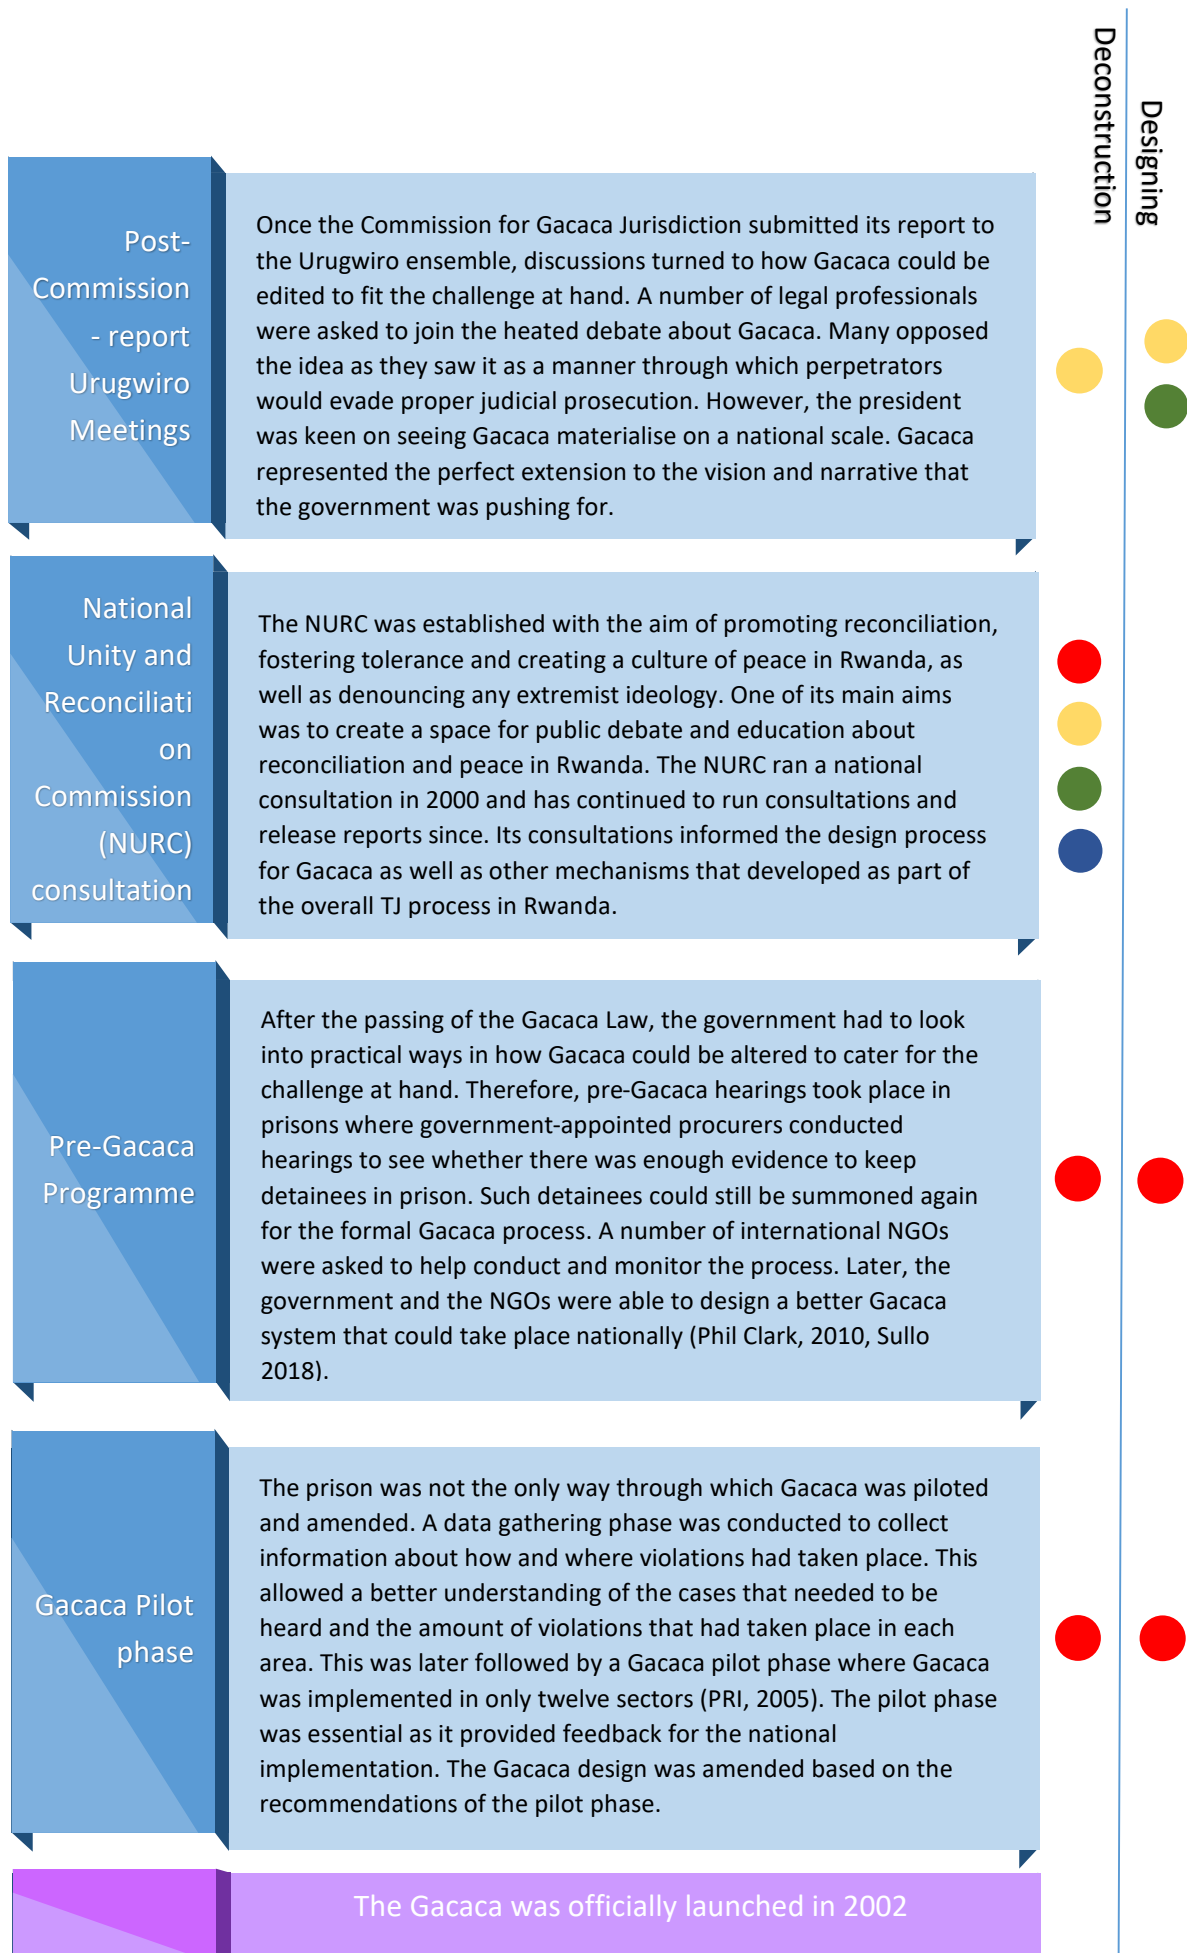 Deconstruction
Designing
Post-
Commission
- report
Urugwiro
Meetings
Once the Commission for Gacaca Jurisdiction submitted its report to
the Urugwiro ensemble, discussions turned to how Gacaca could be
edited to fit the challenge at hand. A number of legal professionals
were asked to join the heated debate about Gacaca. Many opposed
the idea as they saw it as a manner through which perpetrators
would evade proper judicial prosecution. However, the president
was keen on seeing Gacaca materialise on a national scale. Gacaca
represented the perfect extension to the vision and narrative that
the government was pushing for.
National
Unity and
Reconciliati
on
Commission
(NURC)
consultation
The NURC was established with the aim of promoting reconciliation,
fostering tolerance and creating a culture of peace in Rwanda, as
well as denouncing any extremist ideology. One of its main aims
was to create a space for public debate and education about
reconciliation and peace in Rwanda. The NURC ran a national
consultation in 2000 and has continued to run consultations and
release reports since. Its consultations informed the design process
for Gacaca as well as other mechanisms that developed as part of
the overall TJ process in Rwanda.
Pre-Gacaca
Programme
After the passing of the Gacaca Law, the government had to look
into practical ways in how Gacaca could be altered to cater for the
challenge at hand. Therefore, pre-Gacaca hearings took place in
prisons where government-appointed procurers conducted
hearings to see whether there was enough evidence to keep
detainees in prison. Such detainees could still be summoned again
for the formal Gacaca process. A number of international NGOs
were asked to help conduct and monitor the process. Later, the
government and the NGOs were able to design a better Gacaca
system that could take place nationally (Phil Clark, 2010, Sullo
2018).
Gacaca Pilot
phase
The prison was not the only way through which Gacaca was piloted
and amended. A data gathering phase was conducted to collect
information about how and where violations had taken place. This
allowed a better understanding of the cases that needed to be
heard and the amount of violations that had taken place in each
area. This was later followed by a Gacaca pilot phase where Gacaca
was implemented in only twelve sectors (PRI, 2005). The pilot phase
was essential as it provided feedback for the national
implementation. The Gacaca design was amended based on the
recommendations of the pilot phase.
The Gacaca was officially launched in 2002